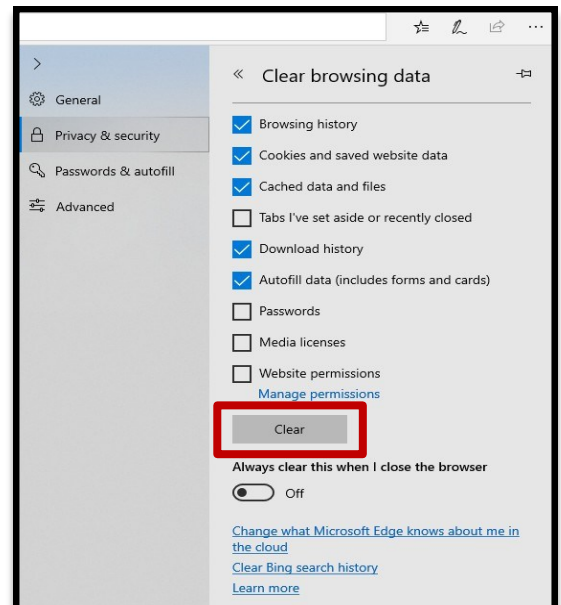 General
Privacy & security
Passwords & autofill
Advanced
Clear browsing data
Browsing history
Cookies and saved website data
Cached data and files
Tabs I've set aside or recently closed
Download history
Autofill data (includes forms and cards)
Passwords
Media licenses
Website permissions
Manage permissions
Clear
Always clear this when I close the browser
Off
Change what Microsoft Edge knows about me in
the cloud
Clear Bing search history
Learn more